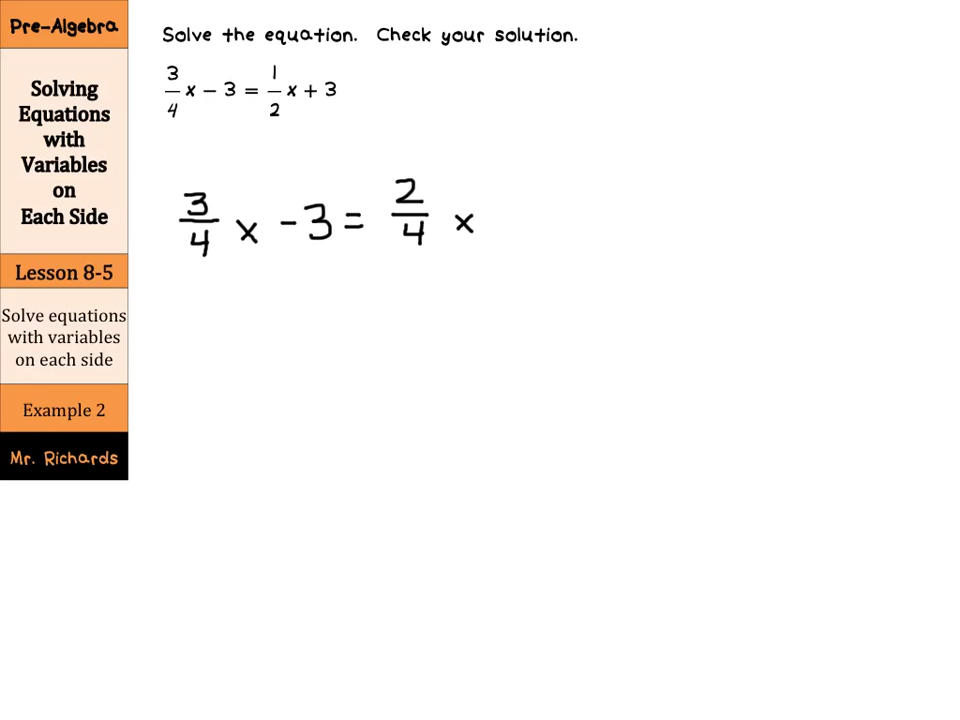 Pre-Algebra
Solving
Equations
with
Variables
on
Each Side
Lesson 8-5
Solve equations
with variables
on each side
Example 2
Mr. Richards
Solve the equation. Check your solution.
3/4 x − 3 = 1/2 x + 3
3/4 x - 3 = 2/4 x